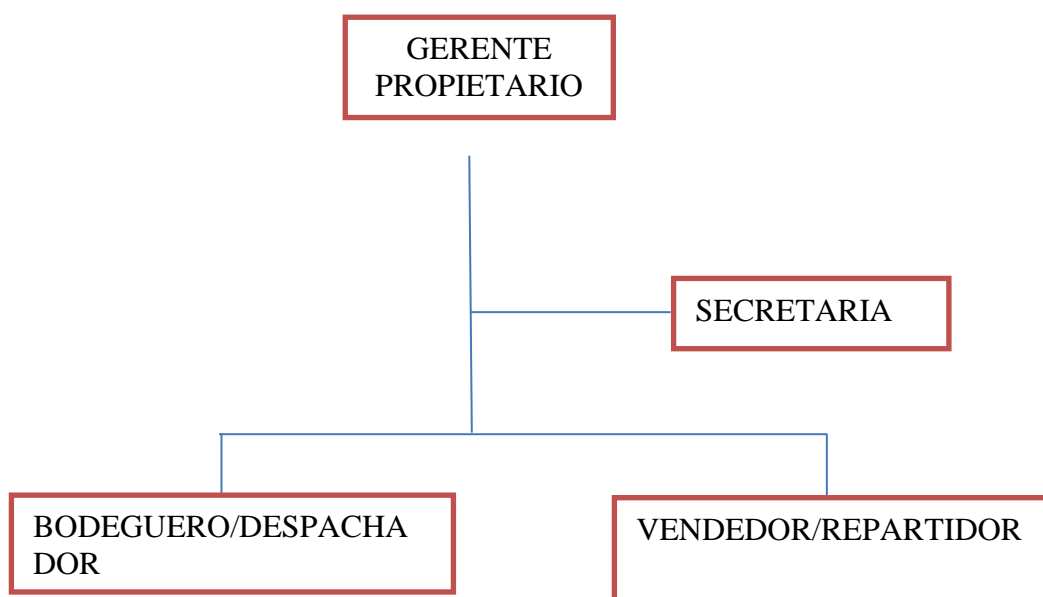 GERENTE
PROPIETARIO
SECRETARIA
BODEGUERO/DESPACHA
DOR
VENDEDOR/REPARTIDOR